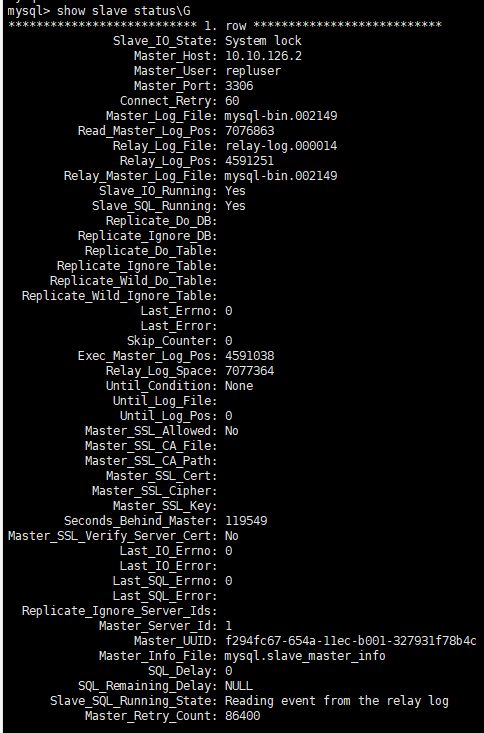 mysql> show slave status\G
*************************** 1. row ***************************
Slave_IO_State: System lock
Master_Host: 10.10.126.2
Master_User: repluser
Master_Port: 3306
Connect_Retry: 60
Master_Log_File: mysql-bin.002149
Read_Master_Log_Pos: 7076863
Relay_Log_File: relay-log.000014
Relay_Log_Pos: 4591251
Relay_Master_Log_File: mysql-bin.002149
Slave_IO_Running: Yes
Slave_SQL_Running: Yes
Replicate_Do_DB:
Replicate_Ignore_DB:
Replicate_Do_Table:
Replicate_Ignore_Table:
Replicate_Wild_Do_Table:
Replicate_Wild_Ignore_Table:
Last_Errno: 0
Last_Error:
Skip_Counter: 0
Exec_Master_Log_Pos: 4591038
Relay_Log_Space: 7077364
Until_Condition: None
Until_Log_File:
Until_Log_Pos: 0
Master_SSL_Allowed: No
Master_SSL_CA_File:
Master_SSL_CA_Path:
Master_SSL_Cert:
Master_SSL_Cipher:
Master_SSL_Key:
Seconds_Behind_Master: 119549
Master_SSL_Verify_Server_Cert: No
Last_IO_Errno: 0
Last_IO_Error:
Last_SQL_Errno: 0
Last_SQL_Error:
Replicate_Ignore_Server_Ids:
Master_Server_Id: 1
Master_UUID: f294fc67-654a-11ec-b001-327931f78b4c
Master_Info_File: mysql.slave_master_info
SQL_Delay: 0
SQL_Remaining_Delay: NULL
Slave_SQL_Running_State: Reading event from the relay log
Master_Retry_Count: 86400